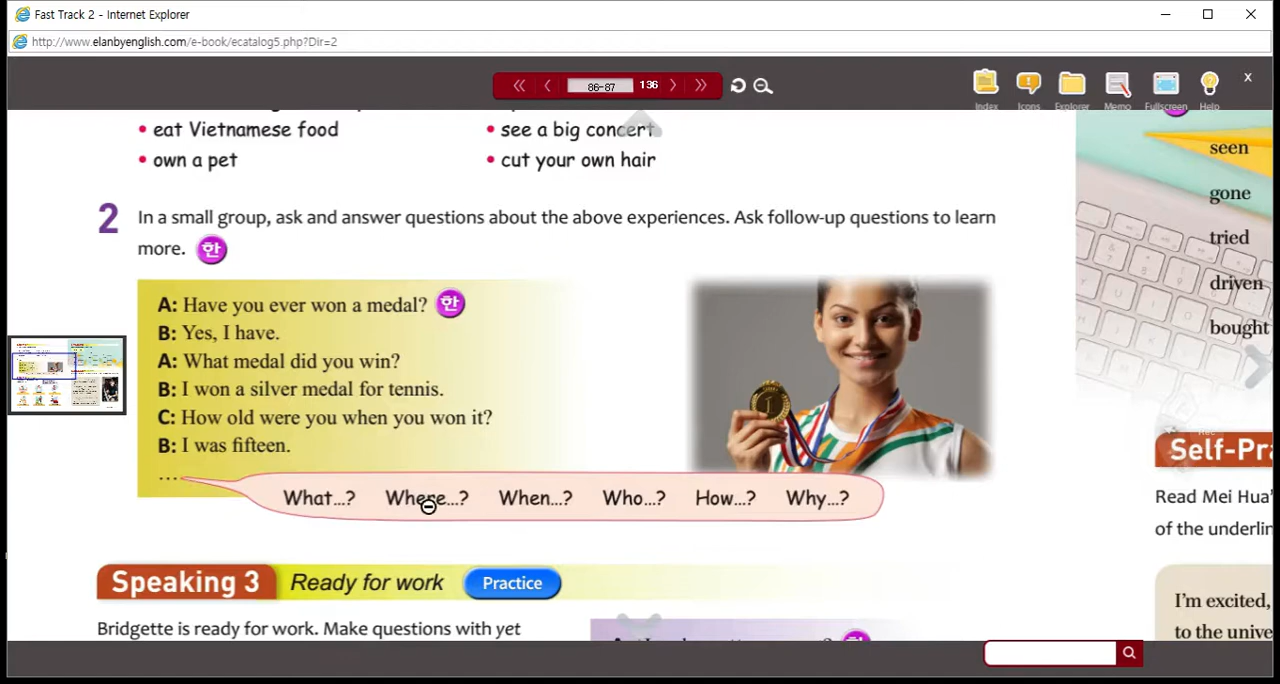 Fast Track 2 - Internet Explorer
http://www.elanbyenglish.com/e-book/ecatalog5.php?Dir=2
86-87 136
Index Icons Explorer Memo Fullscreen Help X
• eat Vietnamese food
• see a big concert
• own a pet
• cut your own hair
2 In a small group, ask and answer questions about the above experiences. Ask follow-up questions to learn
more. 한
A: Have you ever won a medal? 한
B: Yes, I have.
A: What medal did you win?
B: I won a silver medal for tennis.
C: How old were you when you won it?
B: I was fifteen.
...
What...? Where...? When...? Who...? How...? Why...?
Speaking 3 Ready for work Practice
Bridgette is ready for work. Make questions with yet
seen
gone
tried
driven
bought
Self-Pra
Read Mei Hua'
of the underlin
I'm excited,
to the unive